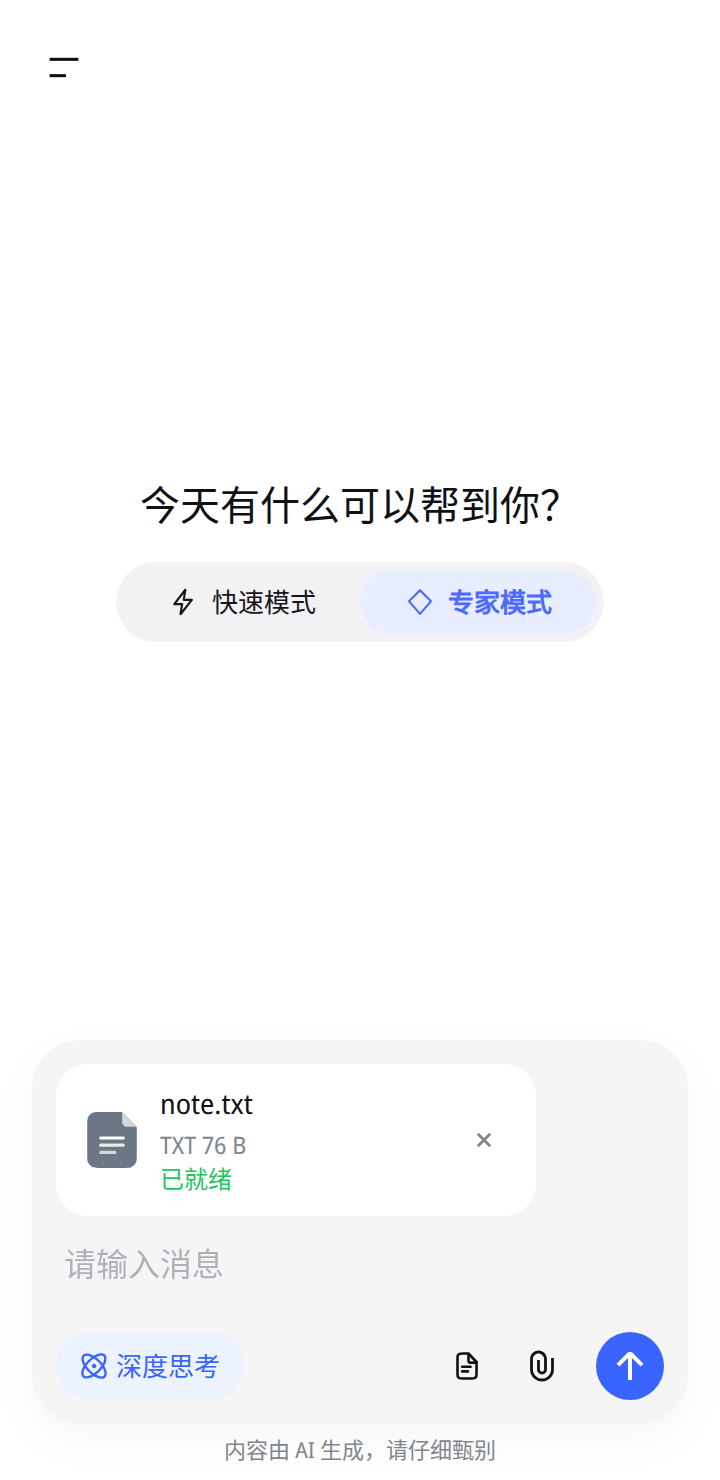 今天有什么可以帮到你？
快速模式
专家模式
note.txt
TXT 76 B
已就绪
请输入消息
深度思考
内容由 AI 生成，请仔细甄别